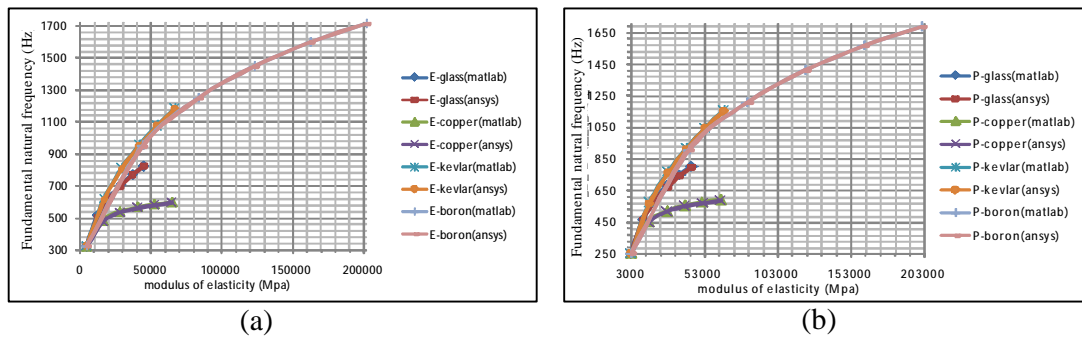 Fundamental natural frequency (Hz
1700
1500
1300
1100
900
700
500
300
0
50000
100000
150000
200000
modulus of elasticity (Mpa)
E-glass(matlab)
E-glass(ansys)
E-copper(matlab)
E-copper(ansys)
E-kevlar(matlab)
E-kevlar(ansys)
E-boron(matlab)
E-boron(ansys)
(a)
Fundamental natural frequency (Hz)
1650
1450
1250
1050
850
650
450
250
3000
53000
103000
153000
203000
modulus of elasticity (Mpa)
P-glass(matlab)
P-glass(ansys)
P-copper(matlab)
P-copper(ansys)
P-kevlar(matlab)
P-kevlar(ansys)
P-boron(matlab)
P-boron(ansys)
(b)